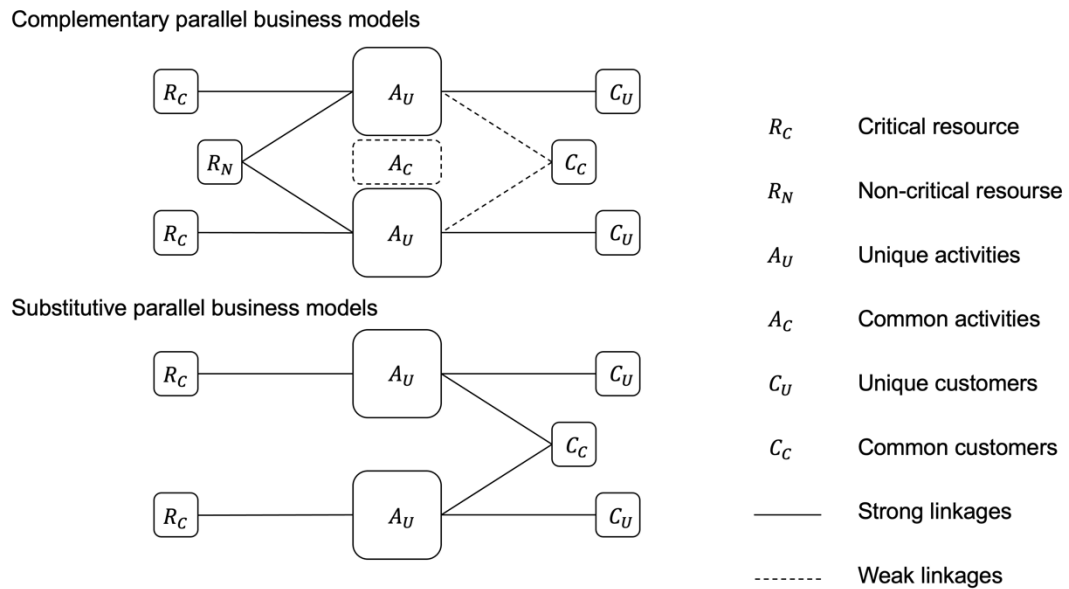 Complementary parallel business models
R_C A_U C_U
R_N A_C C_C
R_C A_U C_U
Substitutive parallel business models
R_C A_U C_U
C_C
R_C A_U C_U
R_C Critical resource
R_N Non-critical resourse
A_U Unique activities
A_C Common activities
C_U Unique customers
C_C Common customers
Strong linkages
Weak linkages